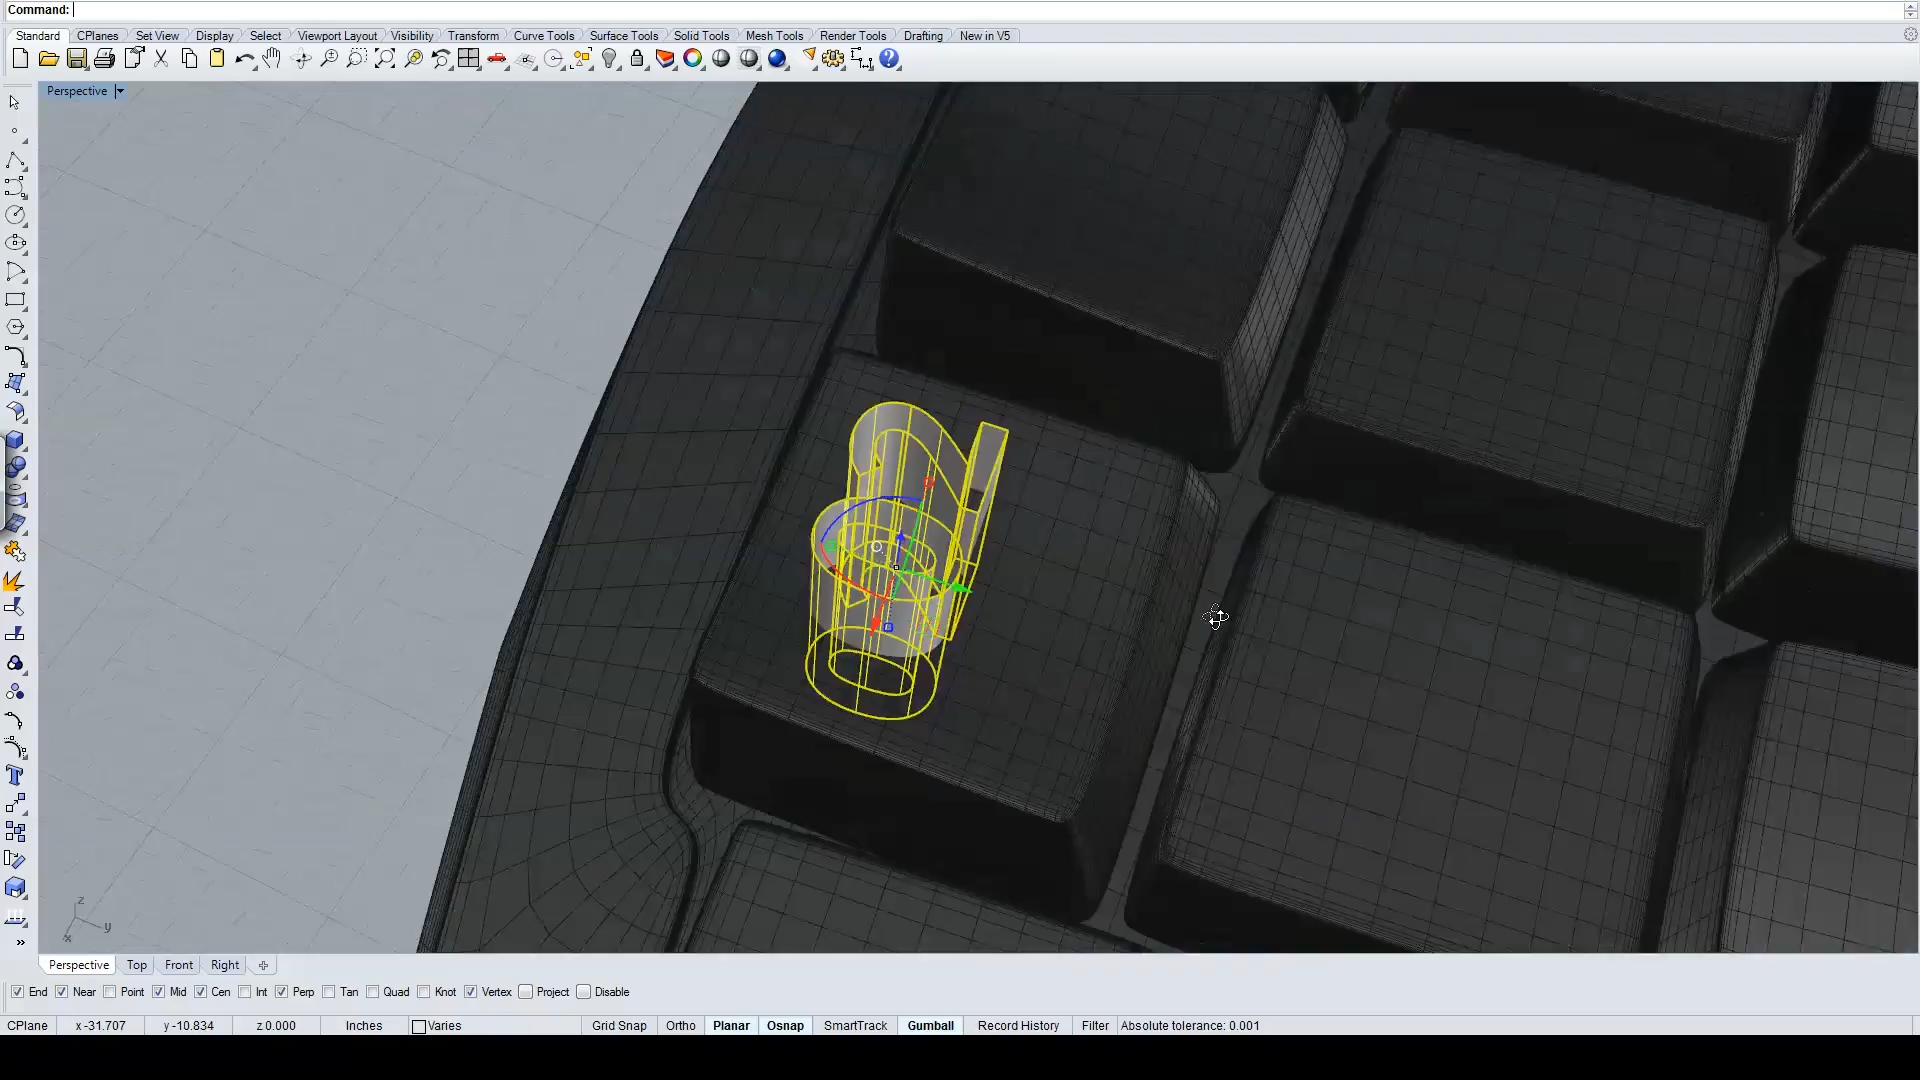 Command:
Standard CPlanes Set View Display Select Viewport Layout Visibility Transform Curve Tools Surface Tools Solid Tools Mesh Tools Render Tools Drafting New in V5
Perspective
z
y
x
Perspective Top Front Right
End Near Point Mid Cen Int Perp Tan Quad Knot Vertex Project Disable
CPlane x -31.707 y -10.834 z 0.000 Inches Varies Grid Snap Ortho Planar Osnap SmartTrack Gumball Record History Filter Absolute tolerance: 0.001